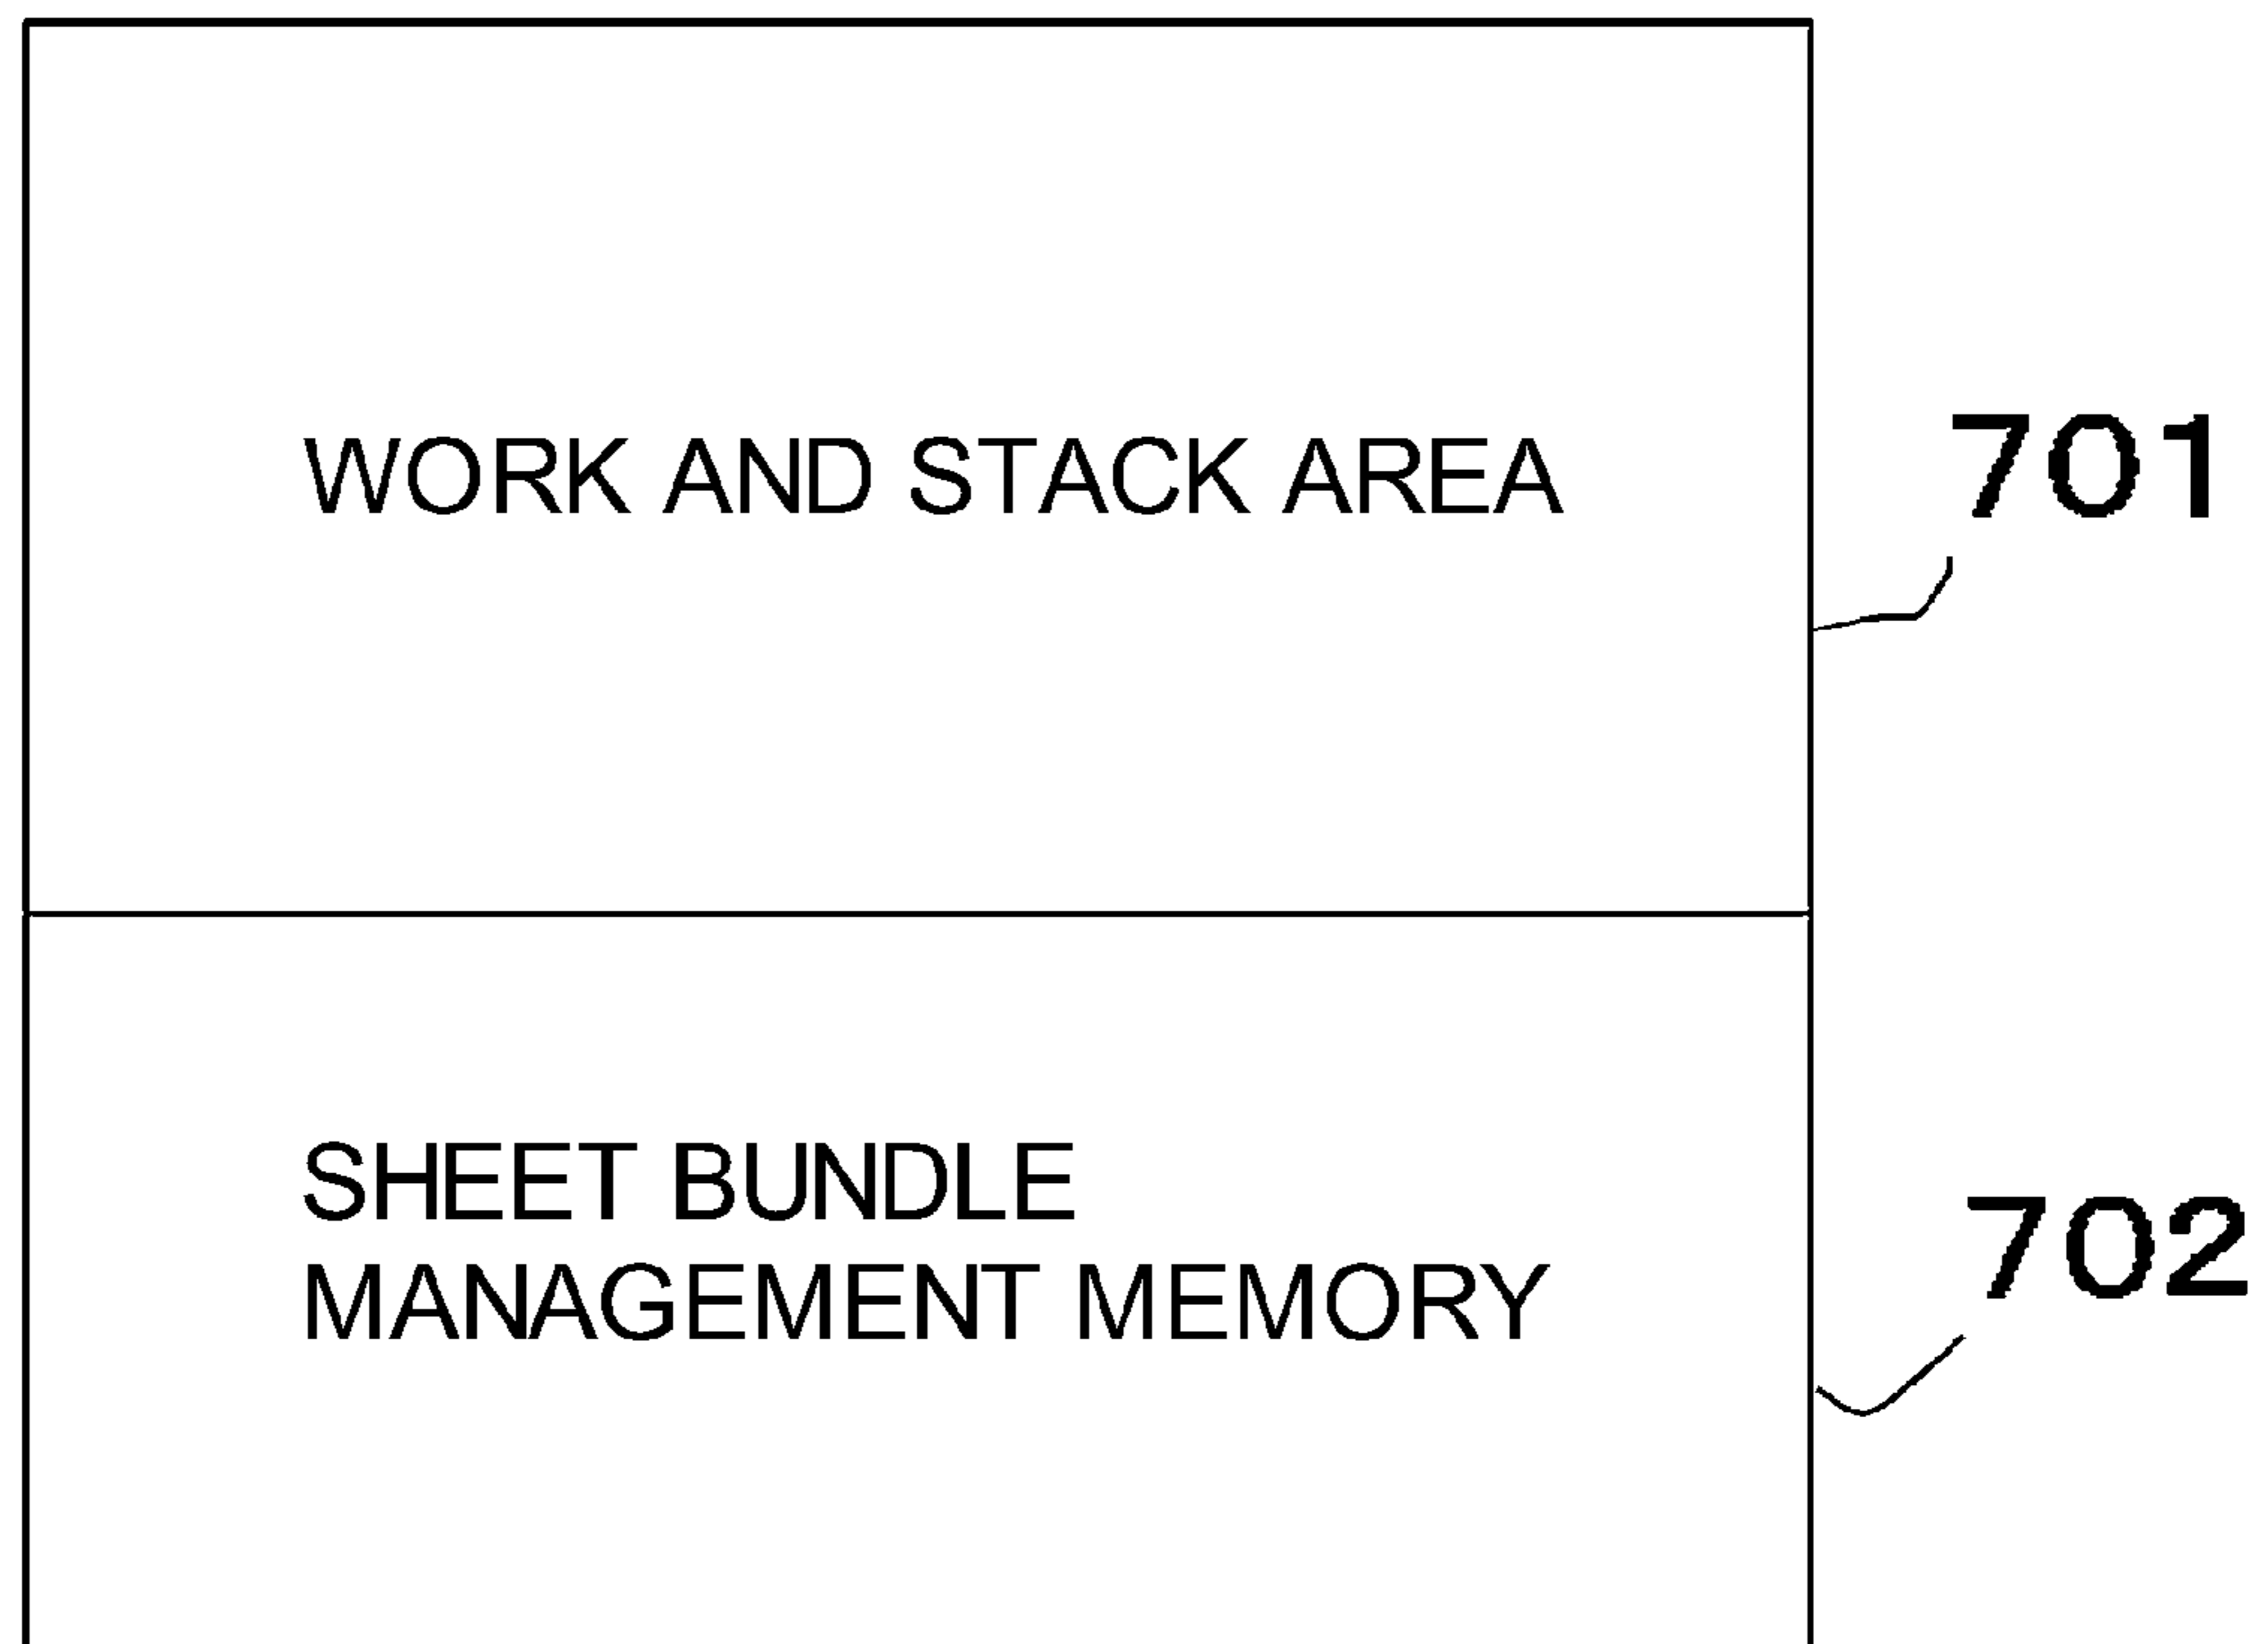 WORK AND STACK AREA
701
SHEET BUNDLE
MANAGEMENT MEMORY
702